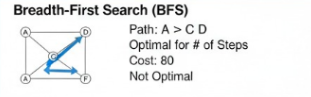 Breadth-First Search (BFS)
A
D
Path: A > C D
Optimal for # of Steps
C
Cost: 80
A
F
Not Optimal